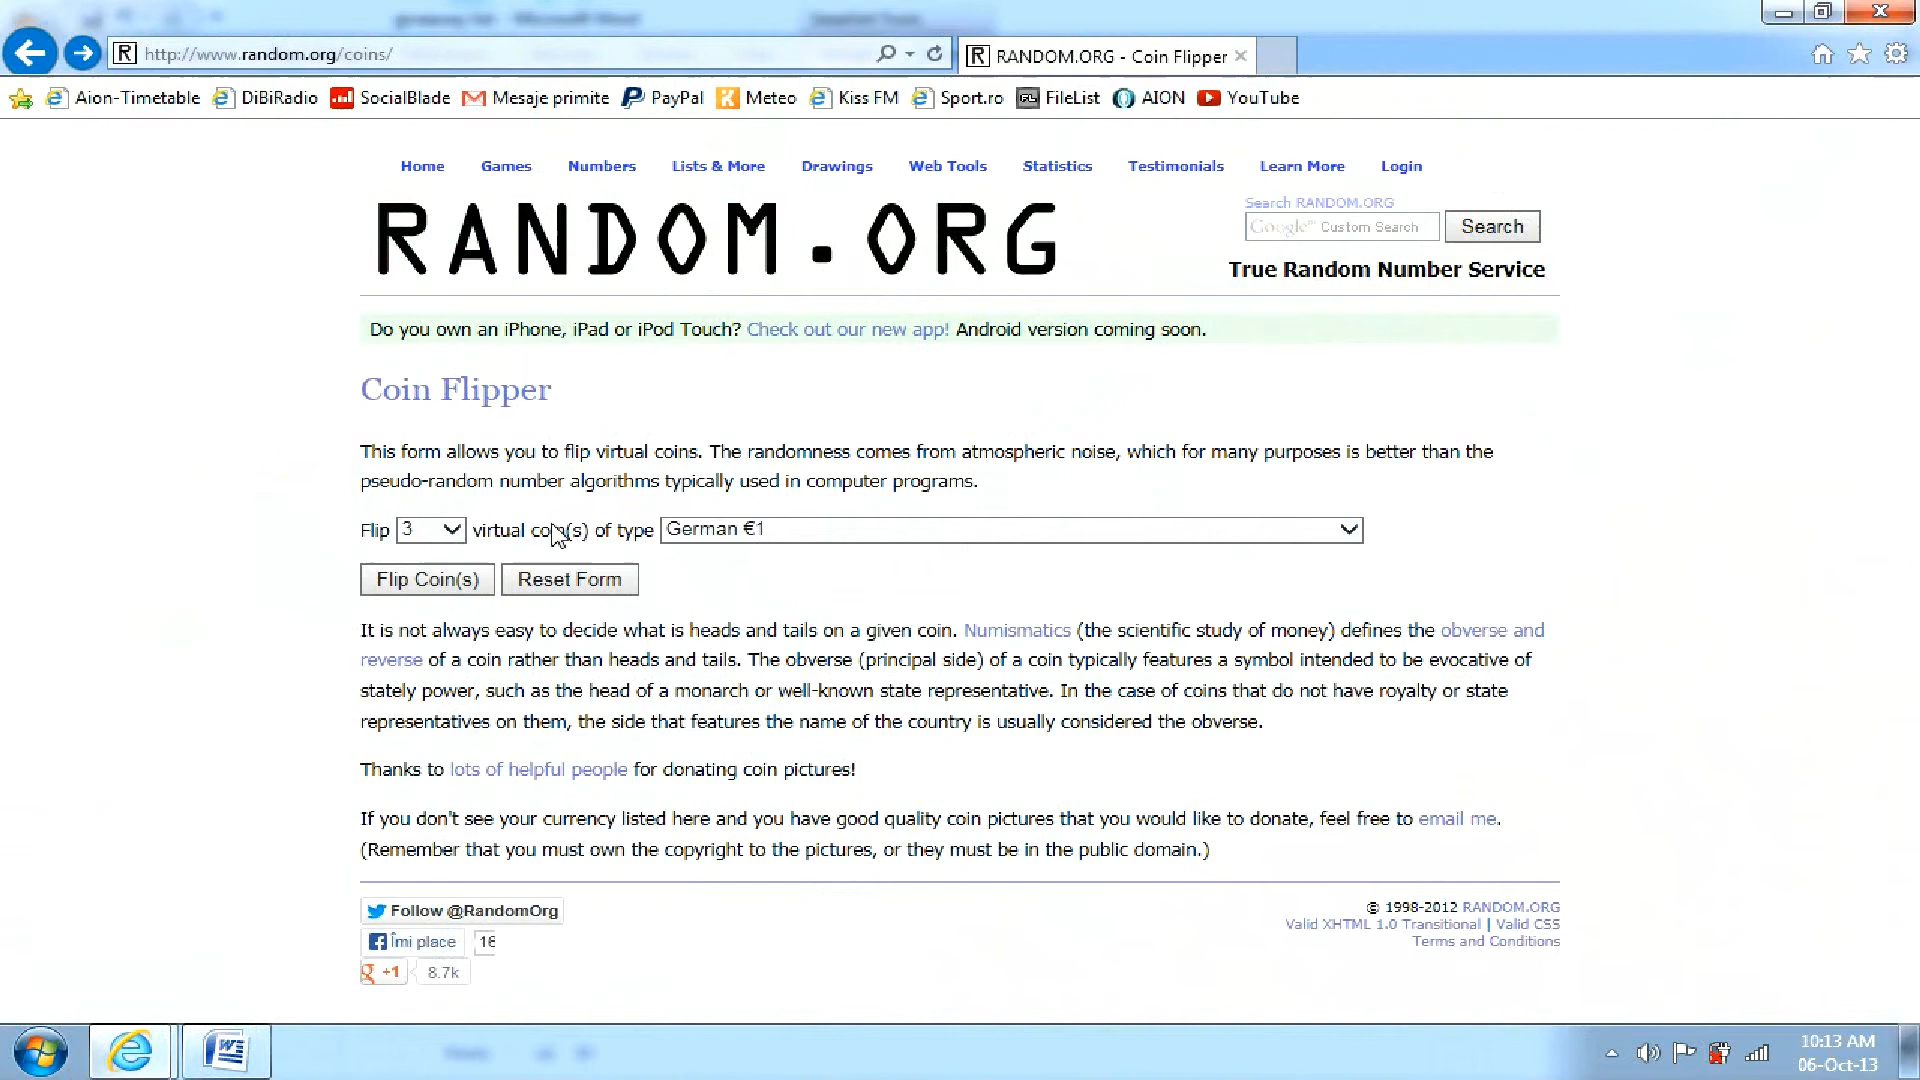 http://www.random.org/coins/
RANDOM.ORG - Coin Flipper
Aion-Timetable DiBiRadio SocialBlade Mesaje primite PayPal Meteo Kiss FM Sport.ro FileList AION YouTube
Home Games Numbers Lists & More Drawings Web Tools Statistics Testimonials Learn More Login
RANDOM.ORG
Search RANDOM.ORG
Google™ Custom Search Search
True Random Number Service
Do you own an iPhone, iPad or iPod Touch? Check out our new app! Android version coming soon.
Coin Flipper
This form allows you to flip virtual coins. The randomness comes from atmospheric noise, which for many purposes is better than the
pseudo-random number algorithms typically used in computer programs.
Flip 3 virtual coin(s) of type German €1
Flip Coin(s) Reset Form
It is not always easy to decide what is heads and tails on a given coin. Numismatics (the scientific study of money) defines the obverse and
reverse of a coin rather than heads and tails. The obverse (principal side) of a coin typically features a symbol intended to be evocative of
stately power, such as the head of a monarch or well-known state representative. In the case of coins that do not have royalty or state
representatives on them, the side that features the name of the country is usually considered the obverse.
Thanks to lots of helpful people for donating coin pictures!
If you don't see your currency listed here and you have good quality coin pictures that you would like to donate, feel free to email me.
(Remember that you must own the copyright to the pictures, or they must be in the public domain.)
Follow @RandomOrg
Îmi place 18
+1 8.7k
© 1998-2012 RANDOM.ORG
Valid XHTML 1.0 Transitional | Valid CSS
Terms and Conditions
10:13 AM
06-Oct-13